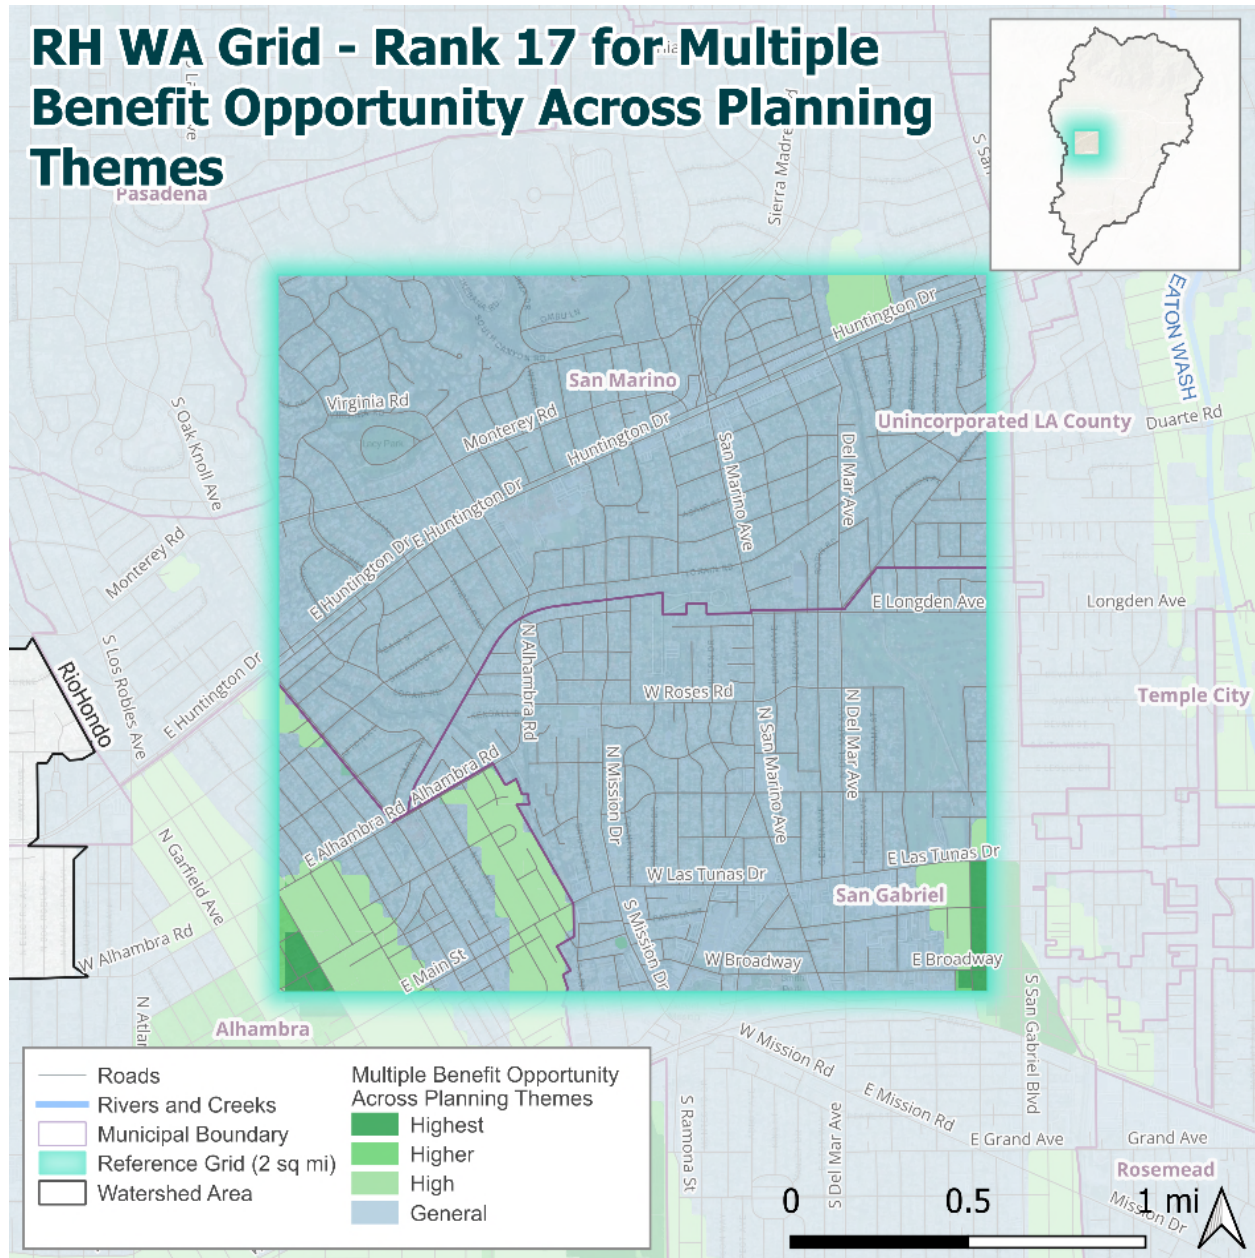 RH WA Grid - Rank 17 for Multiple
Benefit Opportunity Across Planning
Themes
Pasadena
Sierra Madre
S San
EATON WASH
Huntington Dr
San Marino
Virginia Rd
Lacy Park
Monterey Rd
Huntington Dr
Unincorporated LA County
Duarte Rd
S Oak Knoll Ave
San Marino Ave
Del Mar Ave
E Huntington Dr
E Huntington Dr
Monterey Rd
E Longden Ave
Longden Ave
RioHondo
S Los Robles Ave
E Huntington Dr
N Alhambra Rd
W Roses Rd
Temple City
N Mission Dr
N San Marino Ave
N Del Mar Ave
Alhambra Rd
E Alhambra Rd
N Garfield Ave
W Las Tunas Dr
E Las Tunas Dr
San Gabriel
W Alhambra Rd
E Main St
S Mission Dr
W Broadway
E Broadway
N Atlan
Alhambra
S San Gabriel Blvd
W Mission Rd
E Mission Rd
S Ramona St
S Del Mar Ave
E Grand Ave
Grand Ave
Rosemead
Mission Dr
Roads
Rivers and Creeks
Municipal Boundary
Reference Grid (2 sq mi)
Watershed Area
Multiple Benefit Opportunity
Across Planning Themes
Highest
Higher
High
General
0 0.5 1 mi